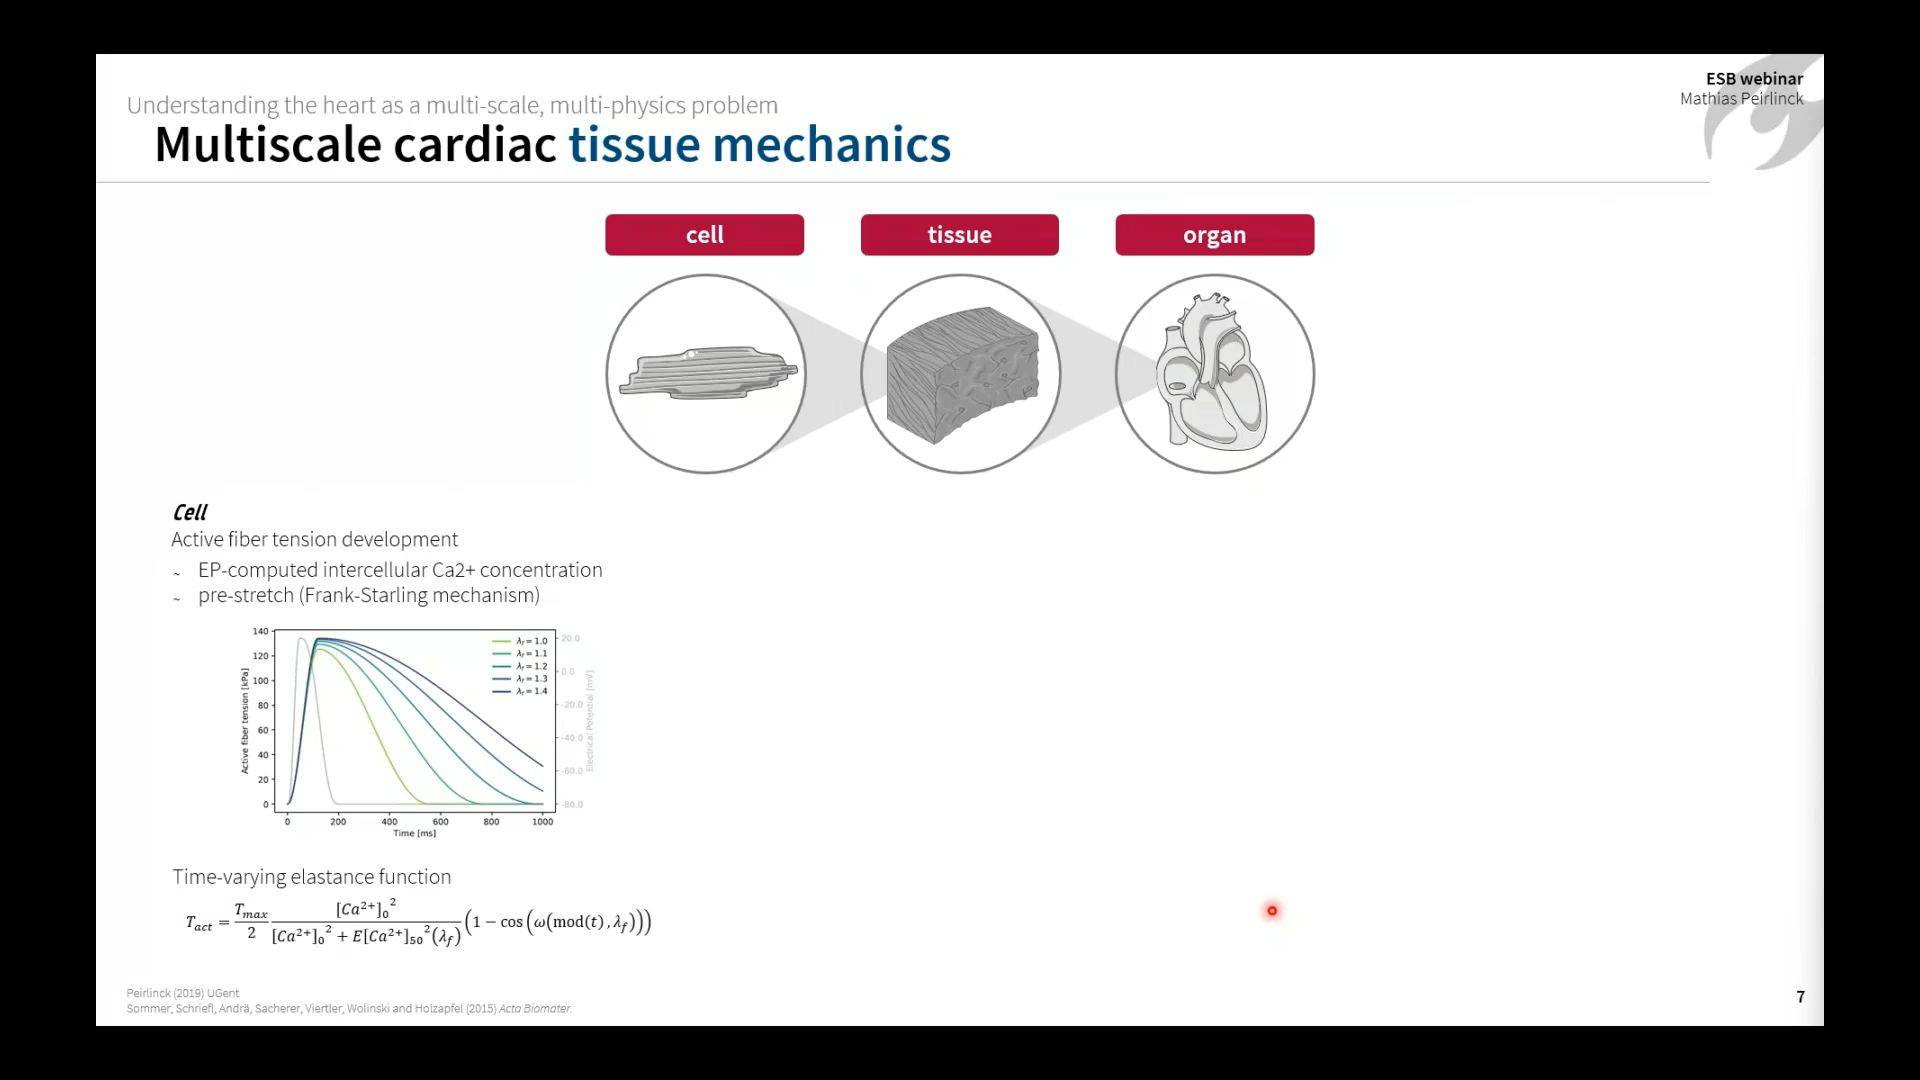 ESB webinar
Mathias Peirlinck
Understanding the heart as a multi-scale, multi-physics problem
Multiscale cardiac tissue mechanics
cell
tissue
organ
Cell
Active fiber tension development
~ EP-computed intercellular Ca2+ concentration
~ pre-stretch (Frank-Starling mechanism)
Active fiber tension [kPa]
140
120
100
80
60
40
20
0
λf = 1.0
λf = 1.1
λf = 1.2
λf = 1.3
λf = 1.4
20.0
0.0
-20.0
-40.0
-60.0
-80.0
Electrical Potential [mV]
0 200 400 600 800 1000
Time [ms]
Time-varying elastance function
T_act = T_max/2 [Ca²⁺]₀² / ([Ca²⁺]₀² + E[Ca²⁺]₅₀²(λ_f)) (1 − cos(ω(mod(t), λ_f)))
Peirlinck (2019) UGent
Sommer, Schriefl, Andrä, Sacherer, Viertler, Wolinski and Holzapfel (2015) Acta Biomater.
7